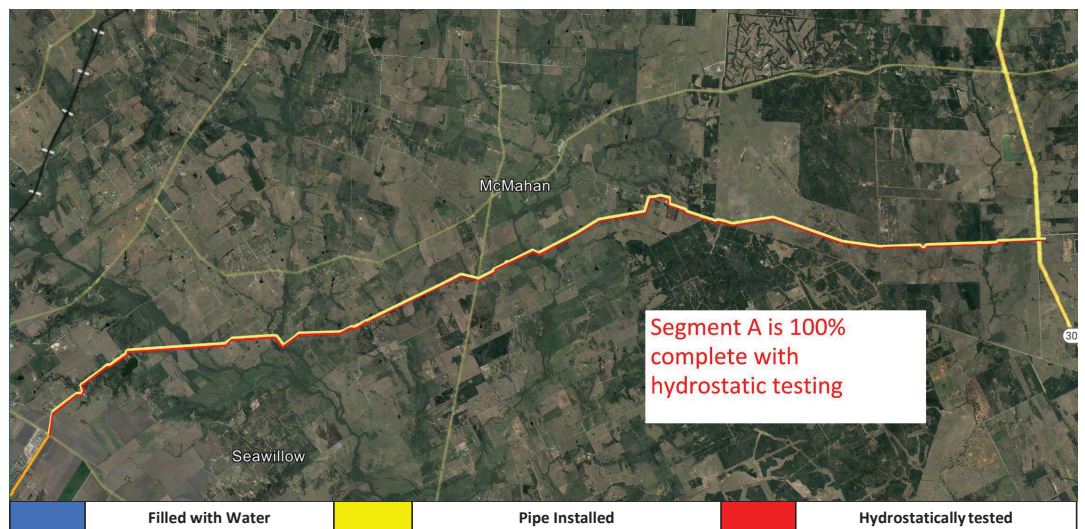 McMahan
Segment A is 100%
complete with
hydrostatic testing
30
Seawillow
Filled with Water
Pipe Installed
Hydrostatically tested